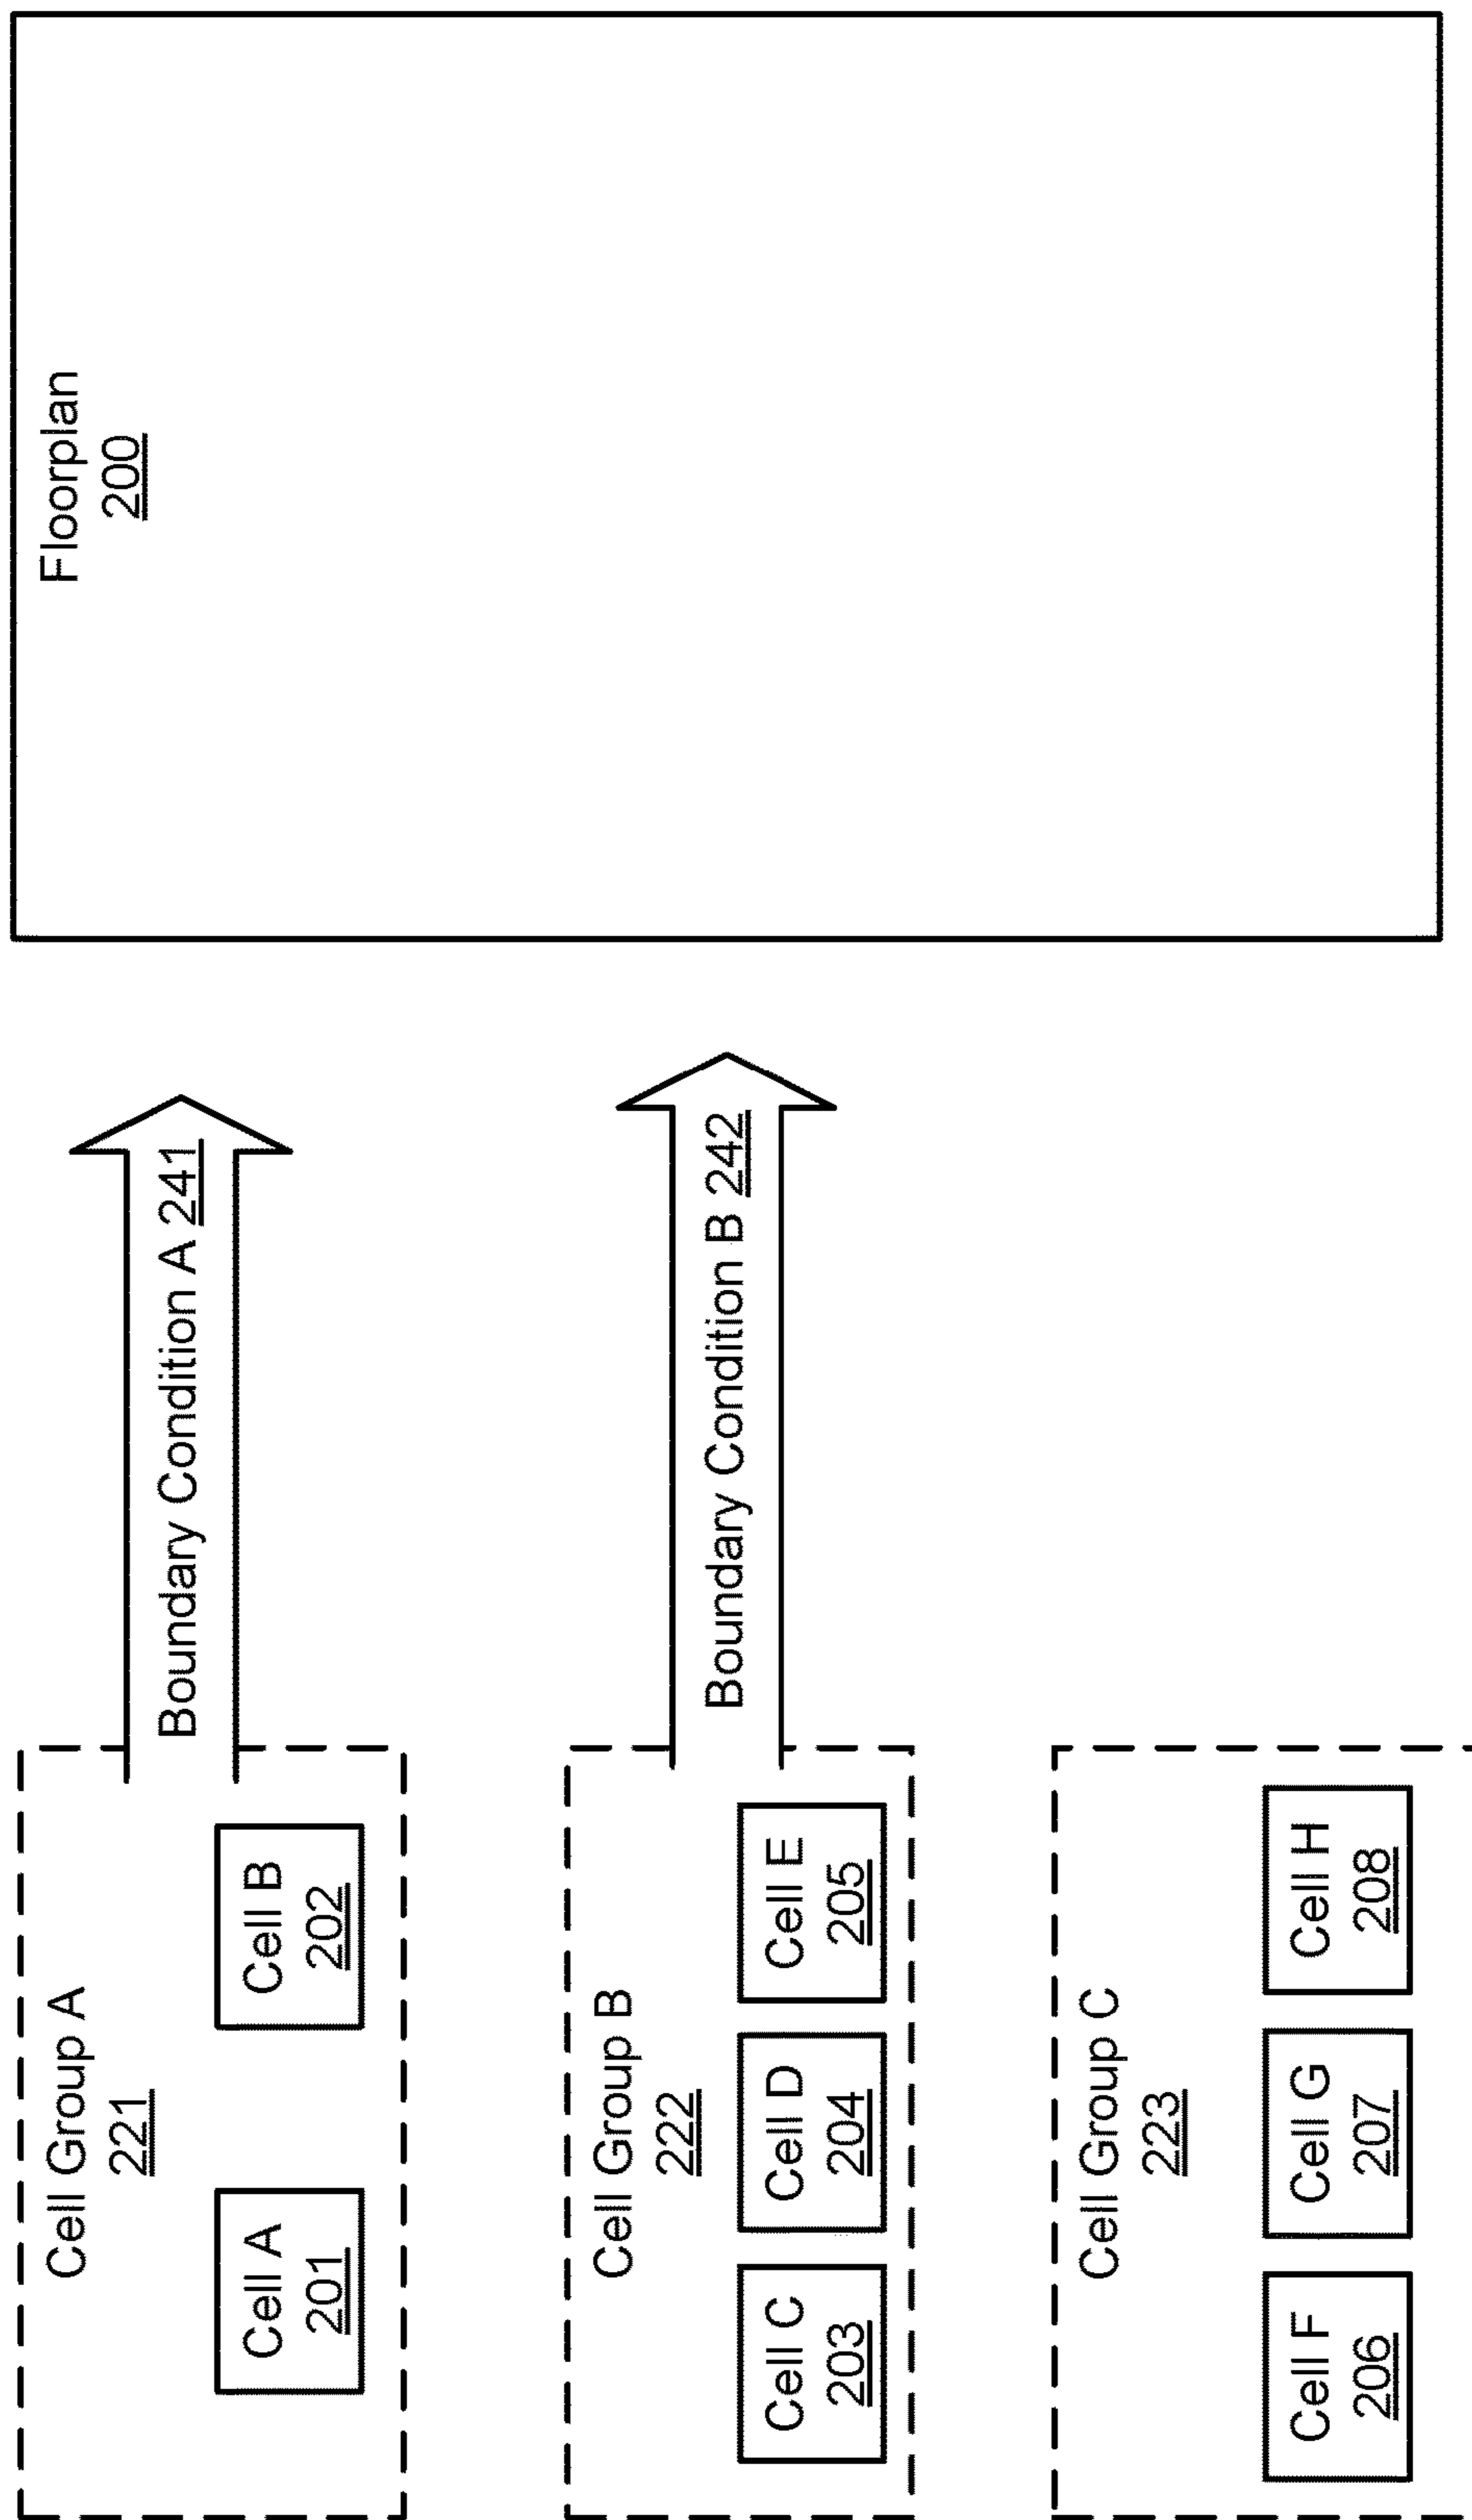 Cell Group A
221
Cell A
201
Cell B
202
Boundary Condition A 241
Cell Group B
222
Cell C
203
Cell D
204
Cell E
205
Boundary Condition B 242
Cell Group C
223
Cell F
206
Cell G
207
Cell H
208
Floorplan
200